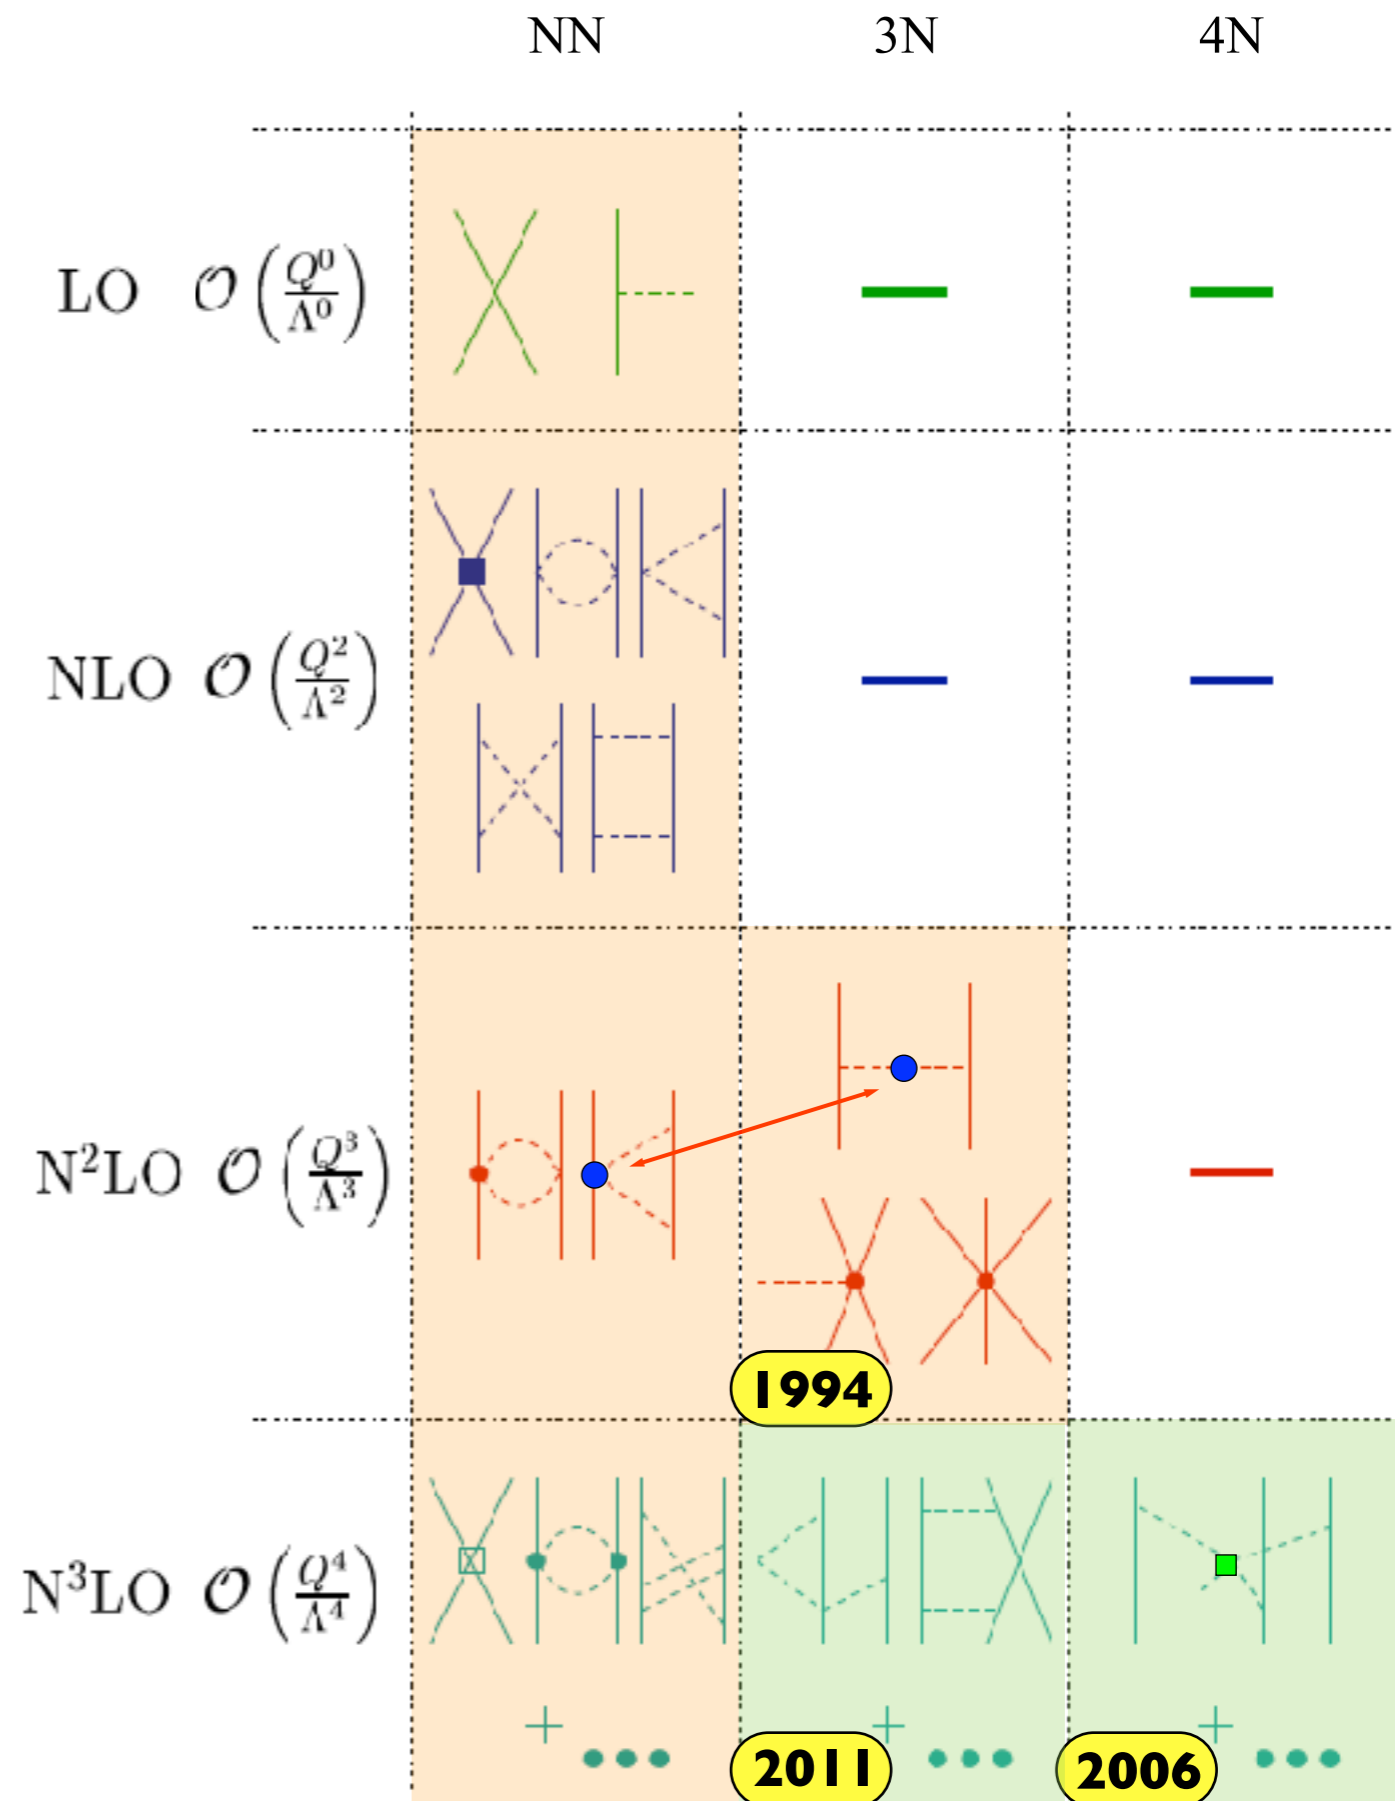 NN 3N 4N
LO 𝒪(Q⁰/Λ⁰)
NLO 𝒪(Q²/Λ²)
N²LO 𝒪(Q³/Λ³)
1994
N³LO 𝒪(Q⁴/Λ⁴)
+ ... + ... + ...
2011 2006